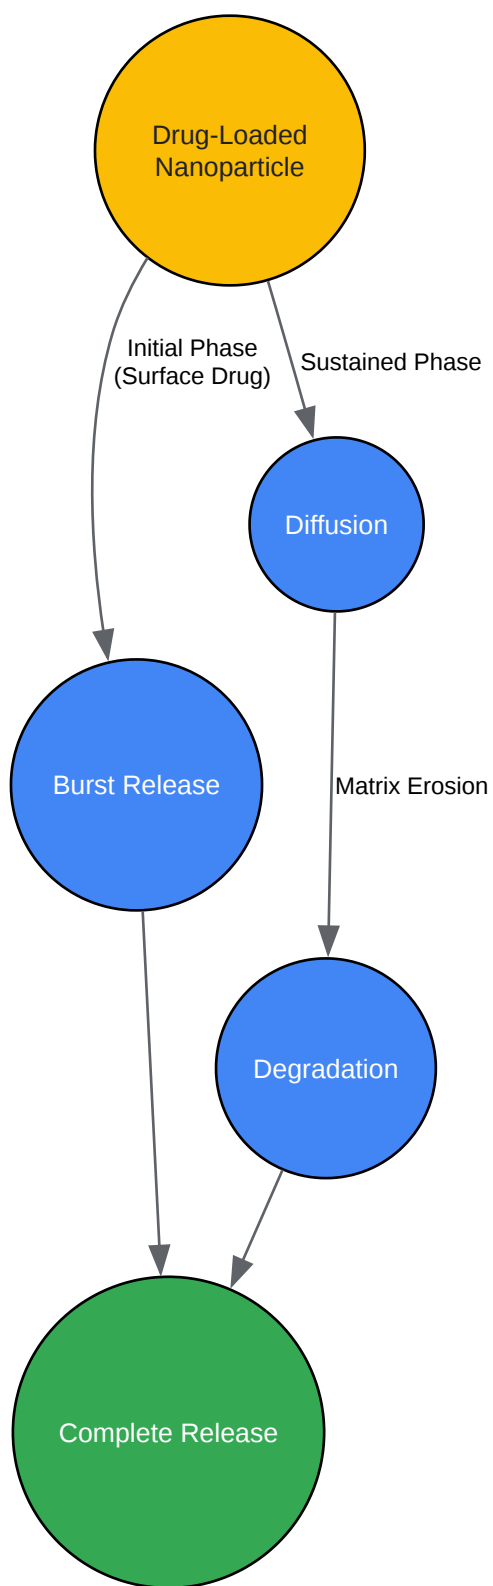 Drug-Loaded
Nanoparticle
Initial Phase
(Surface Drug)
Sustained Phase
Diffusion
Burst Release
Matrix Erosion
Degradation
Complete Release